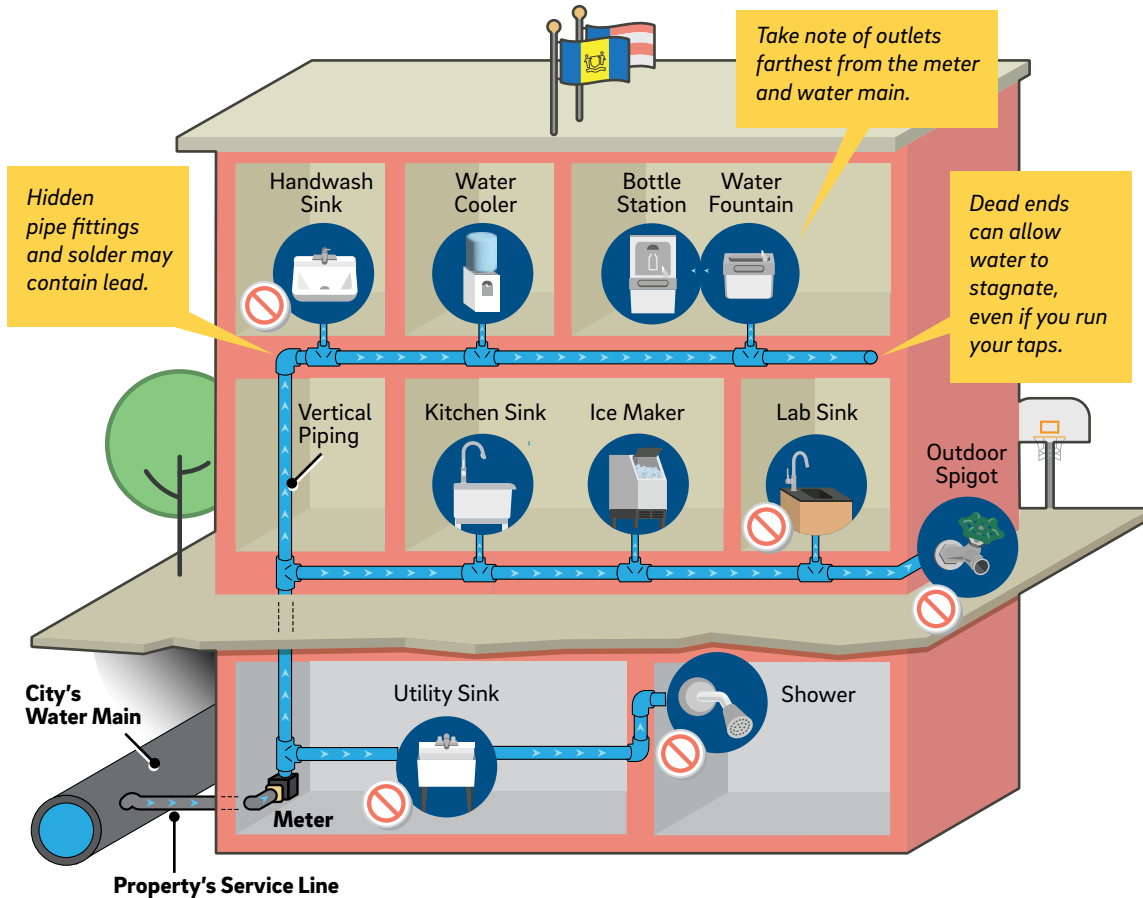 Take note of outlets
farthest from the meter
and water main.
Hidden
pipe fittings
and solder may
contain lead.
Handwash
Sink
Water
Cooler
Bottle
Station
Water
Fountain
Dead ends
can allow
water to
stagnate,
even if you run
your taps.
Vertical
Piping
Kitchen Sink
Ice Maker
Lab Sink
Outdoor
Spigot
City's
Water Main
Utility Sink
Shower
Meter
Property's Service Line